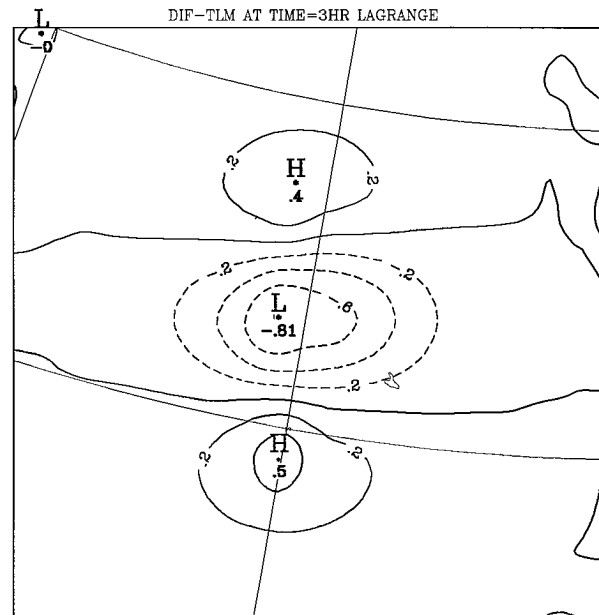 DIF-TLM AT TIME=3HR LAGRANGE
L
-0
H
.2
.2
.4
.2
.2
L
.6
-.81
.2
H
.2
.2
.5